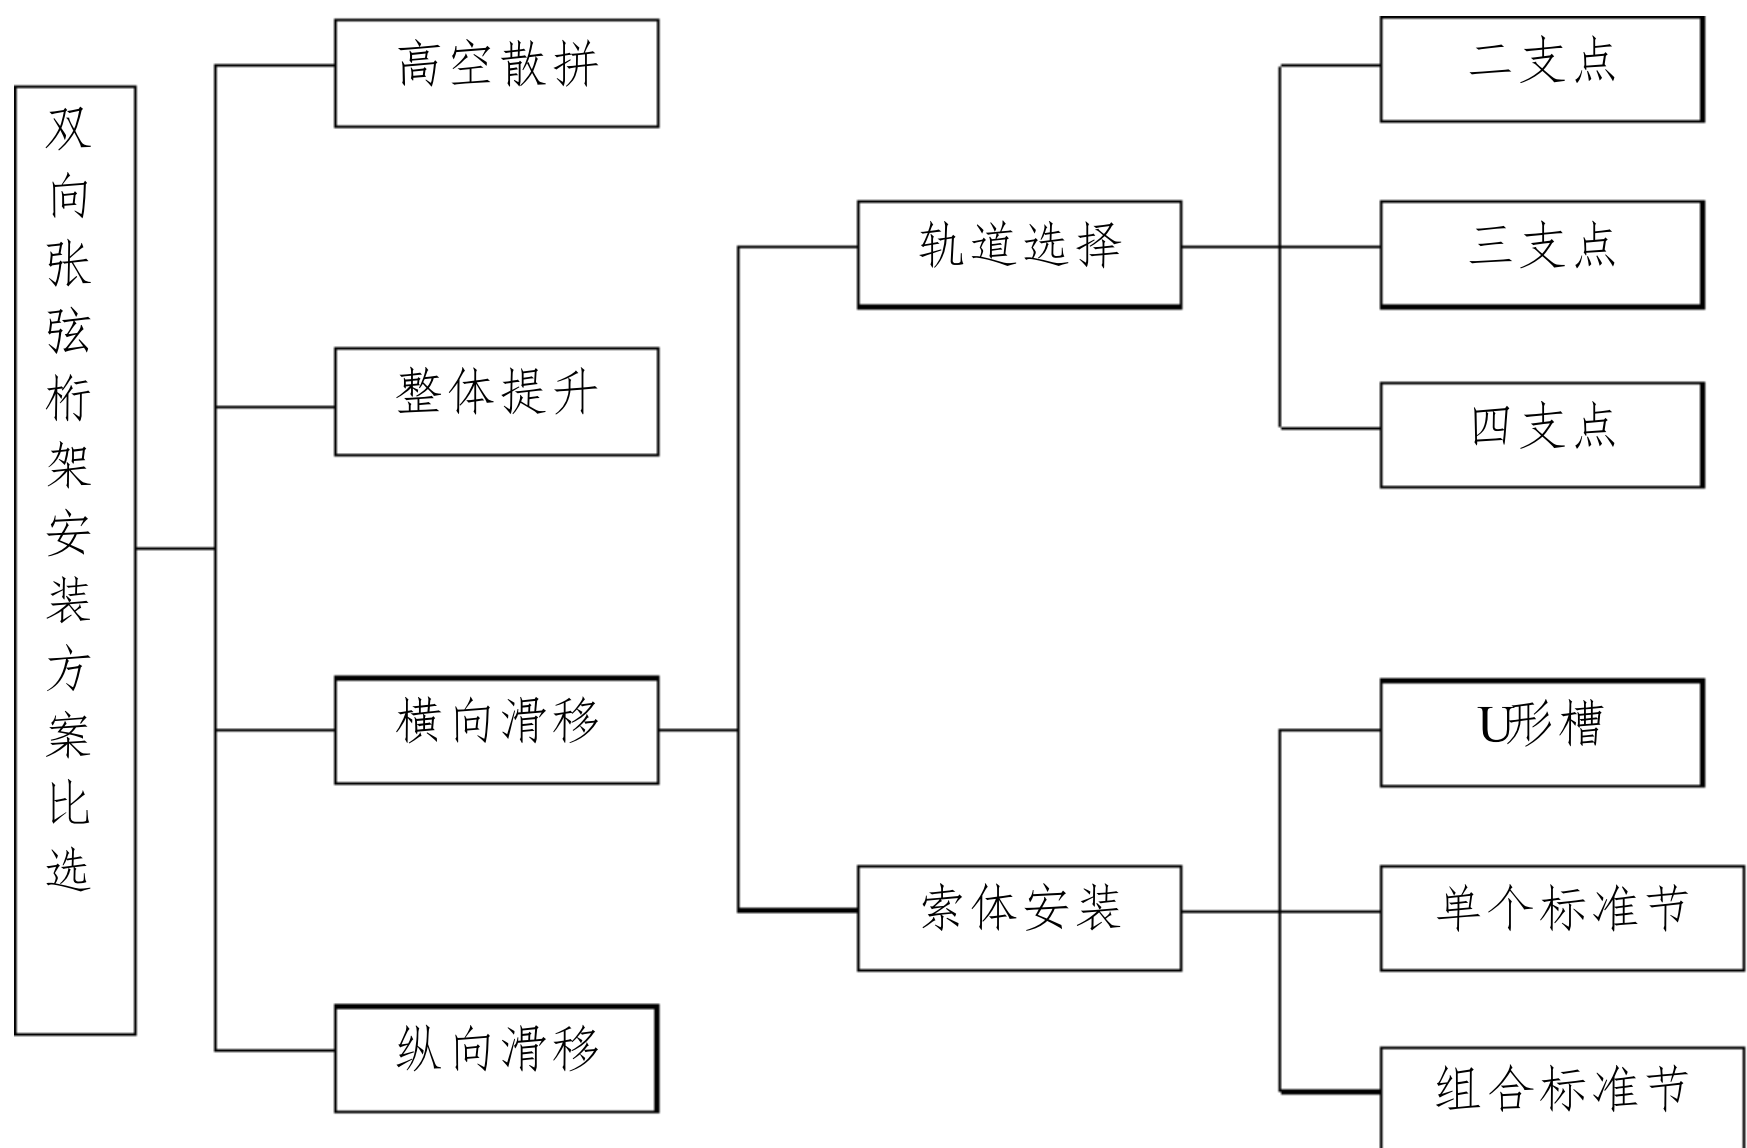 双向张弦桁架安装方案比选
高空散拼
整体提升
横向滑移
纵向滑移
轨道选择
索体安装
二支点
三支点
四支点
U形槽
单个标准节
组合标准节